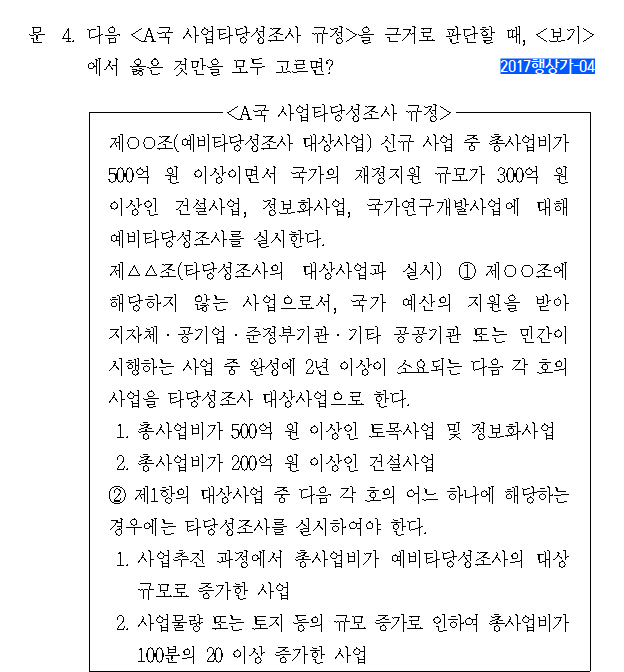 문 4. 다음 <A국 사업타당성조사 규정>을 근거로 판단할 때, <보기>
에서 옳은 것만을 모두 고르면?
2017행상가-04
<A국 사업타당성조사 규정>
제○○조(예비타당성조사 대상사업) 신규 사업 중 총사업비가
500억 원 이상이면서 국가의 재정지원 규모가 300억 원
이상인 건설사업, 정보화사업, 국가연구개발사업에 대해
예비타당성조사를 실시한다.
제△△조(타당성조사의 대상사업과 실시) ① 제○○조에
해당하지 않는 사업으로서, 국가 예산의 지원을 받아
지자체·공기업·준정부기관·기타 공공기관 또는 민간이
시행하는 사업 중 완성에 2년 이상이 소요되는 다음 각 호의
사업을 타당성조사 대상사업으로 한다.
1. 총사업비가 500억 원 이상인 토목사업 및 정보화사업
2. 총사업비가 200억 원 이상인 건설사업
② 제1항의 대상사업 중 다음 각 호의 어느 하나에 해당하는
경우에는 타당성조사를 실시하여야 한다.
1. 사업추진 과정에서 총사업비가 예비타당성조사의 대상
규모로 증가한 사업
2. 사업물량 또는 토지 등의 규모 증가로 인하여 총사업비가
100분의 20 이상 증가한 사업